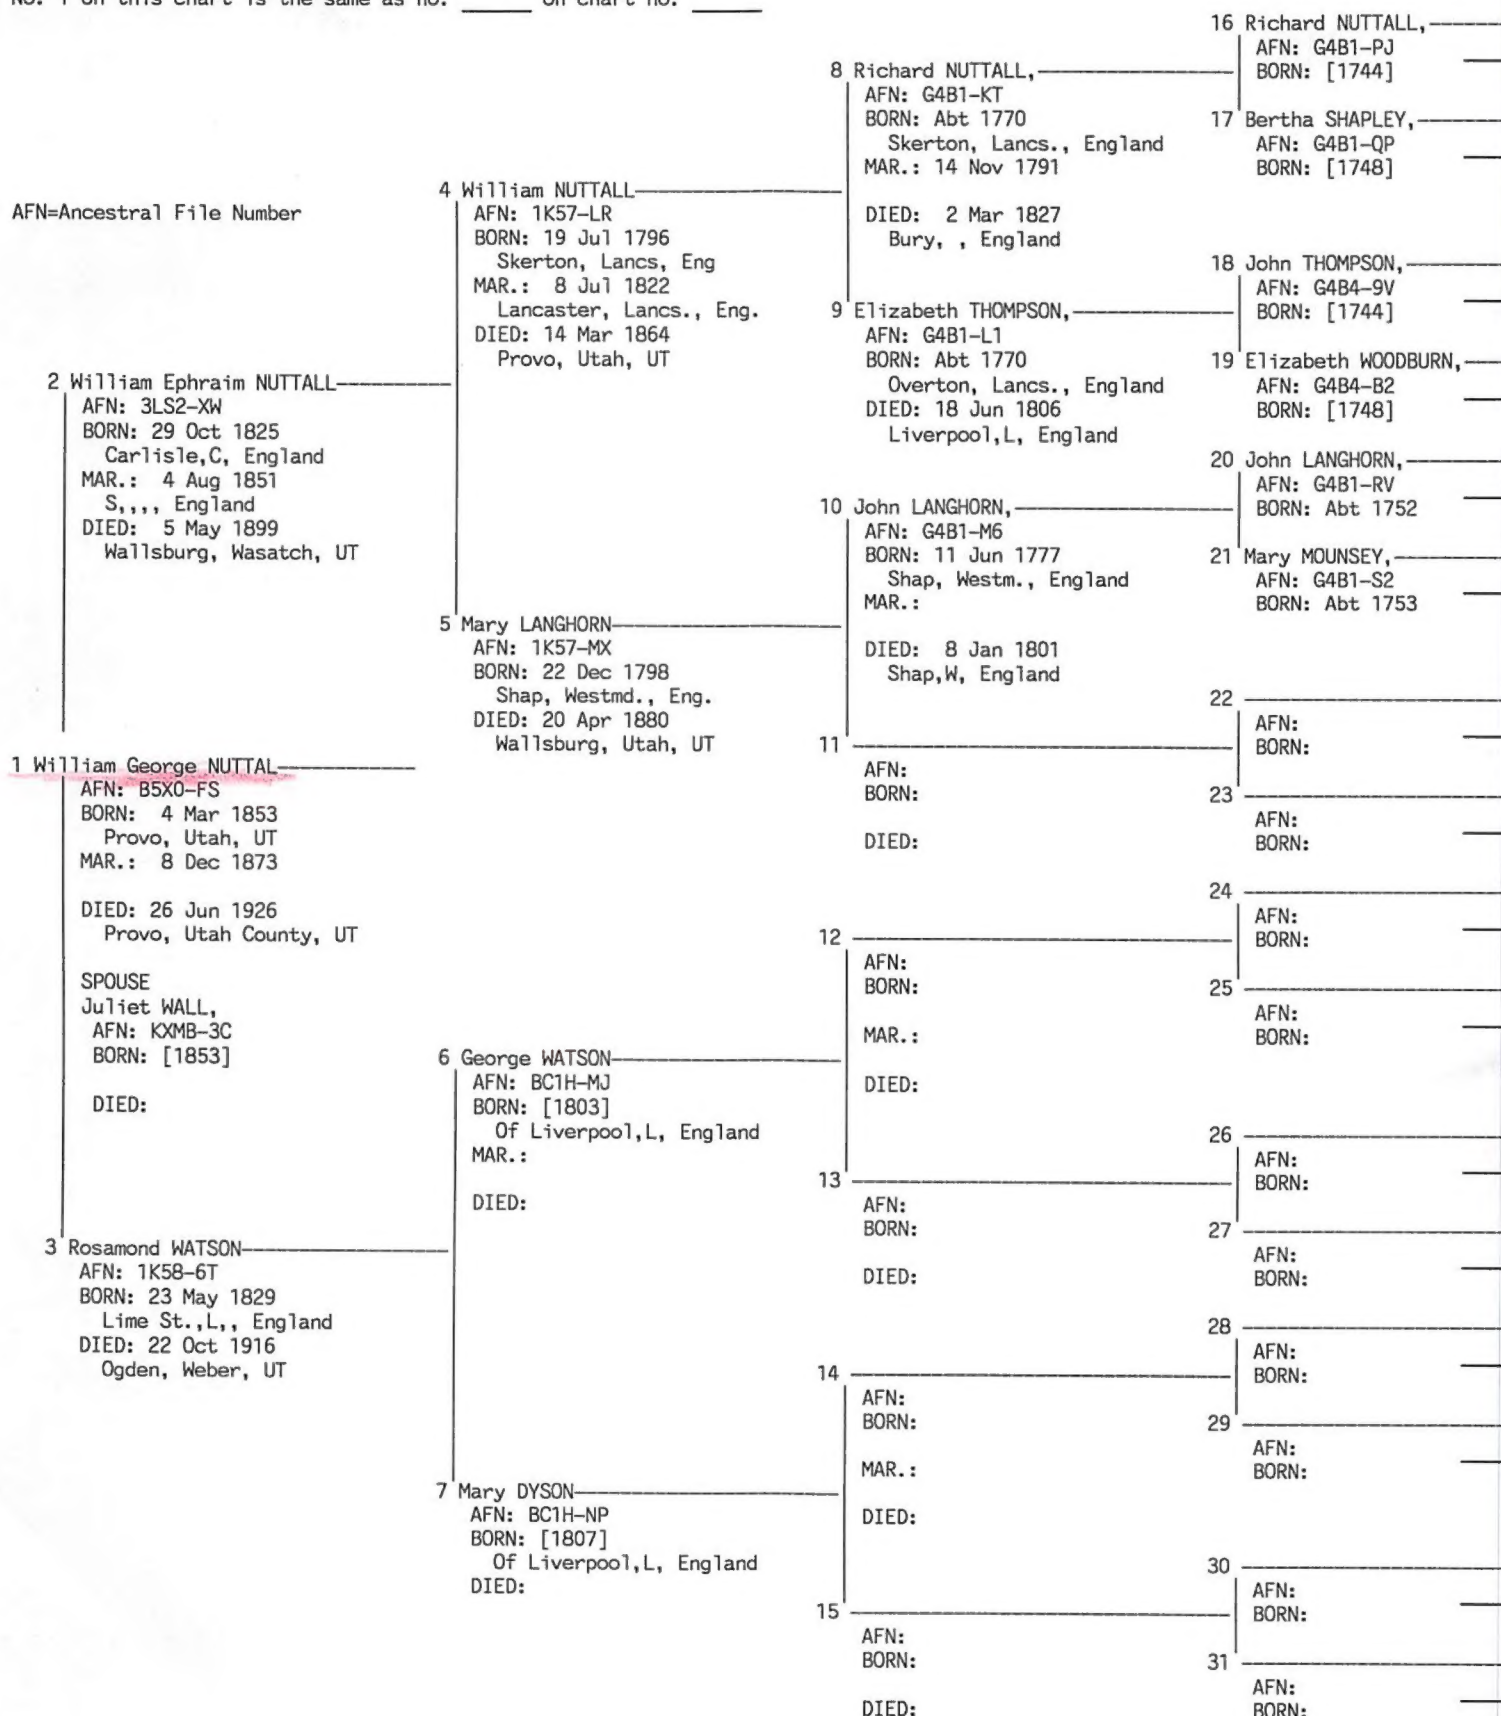 No. 1 on this chart is the same as no. ______ on chart no. ______
AFN=Ancestral File Number
1 William George NUTTAL
AFN: B5X0-FS
BORN:  4 Mar 1853
Provo, Utah, UT
MAR.:  8 Dec 1873
DIED: 26 Jun 1926
Provo, Utah County, UT
SPOUSE
Juliet WALL,
AFN: KXMB-3C
BORN: [1853]
DIED:
2 William Ephraim NUTTALL
AFN: 3LS2-XW
BORN: 29 Oct 1825
Carlisle,C, England
MAR.:  4 Aug 1851
S,,,, England
DIED:  5 May 1899
Wallsburg, Wasatch, UT
3 Rosamond WATSON
AFN: 1K58-6T
BORN: 23 May 1829
Lime St.,L,, England
DIED: 22 Oct 1916
Ogden, Weber, UT
4 William NUTTALL
AFN: 1K57-LR
BORN: 19 Jul 1796
Skerton, Lancs, Eng
MAR.:  8 Jul 1822
Lancaster, Lancs., Eng.
DIED: 14 Mar 1864
Provo, Utah, UT
5 Mary LANGHORN
AFN: 1K57-MX
BORN: 22 Dec 1798
Shap, Westmd., Eng.
DIED: 20 Apr 1880
Wallsburg, Utah, UT
6 George WATSON
AFN: BC1H-MJ
BORN: [1803]
Of Liverpool,L, England
MAR.:
DIED:
7 Mary DYSON
AFN: BC1H-NP
BORN: [1807]
Of Liverpool,L, England
DIED:
8 Richard NUTTALL,
AFN: G4B1-KT
BORN: Abt 1770
Skerton, Lancs., England
MAR.: 14 Nov 1791
DIED:  2 Mar 1827
Bury, , England
9 Elizabeth THOMPSON,
AFN: G4B1-L1
BORN: Abt 1770
Overton, Lancs., England
DIED: 18 Jun 1806
Liverpool,L, England
10 John LANGHORN,
AFN: G4B1-M6
BORN: 11 Jun 1777
Shap, Westm., England
MAR.:
DIED:  8 Jan 1801
Shap,W, England
11
AFN:
BORN:
DIED:
12
AFN:
BORN:
MAR.:
DIED:
13
AFN:
BORN:
DIED:
14
AFN:
BORN:
MAR.:
DIED:
15
AFN:
BORN:
DIED:
16 Richard NUTTALL,
AFN: G4B1-PJ
BORN: [1744]
17 Bertha SHAPLEY,
AFN: G4B1-QP
BORN: [1748]
18 John THOMPSON,
AFN: G4B4-9V
BORN: [1744]
19 Elizabeth WOODBURN,
AFN: G4B4-B2
BORN: [1748]
20 John LANGHORN,
AFN: G4B1-RV
BORN: Abt 1752
21 Mary MOUNSEY,
AFN: G4B1-S2
BORN: Abt 1753
22
AFN:
BORN:
23
AFN:
BORN:
24
AFN:
BORN:
25
AFN:
BORN:
26
AFN:
BORN:
27
AFN:
BORN:
28
AFN:
BORN:
29
AFN:
BORN:
30
AFN:
BORN:
31
AFN:
BORN: